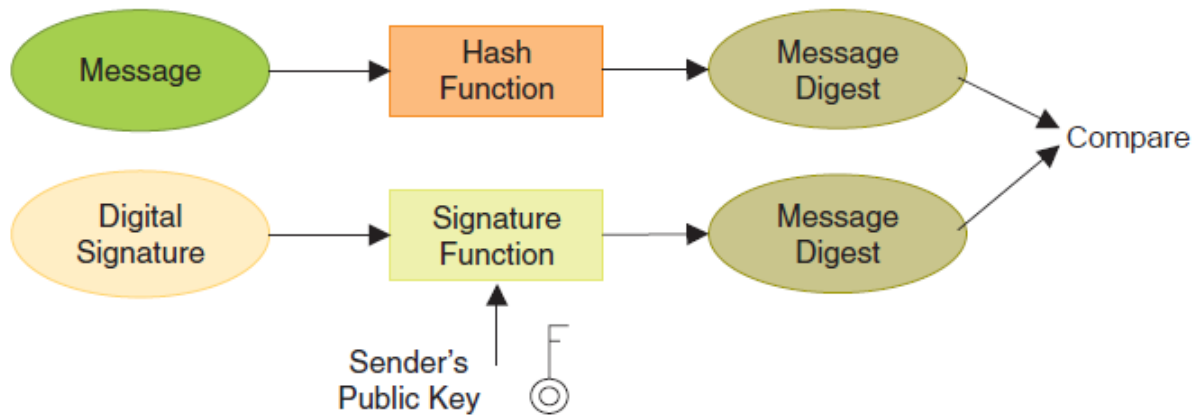 Message
Hash
Function
Message
Digest
Compare
Digital
Signature
Signature
Function
Message
Digest
Sender's
Public Key